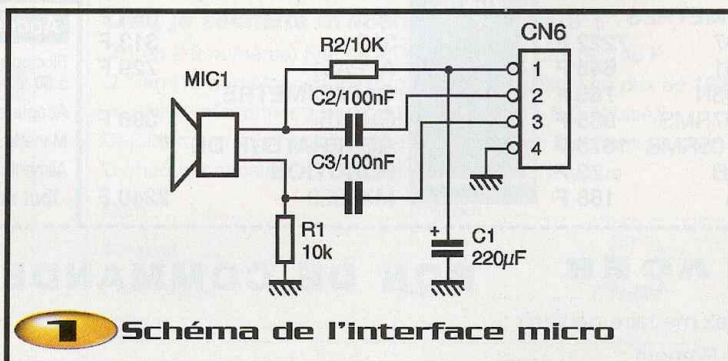 CN6
R2/10K
MIC1
1
C2/100nF
2
3
C3/100nF
4
R1
10k
+
C1
220µF
1 Schéma de l'interface micro